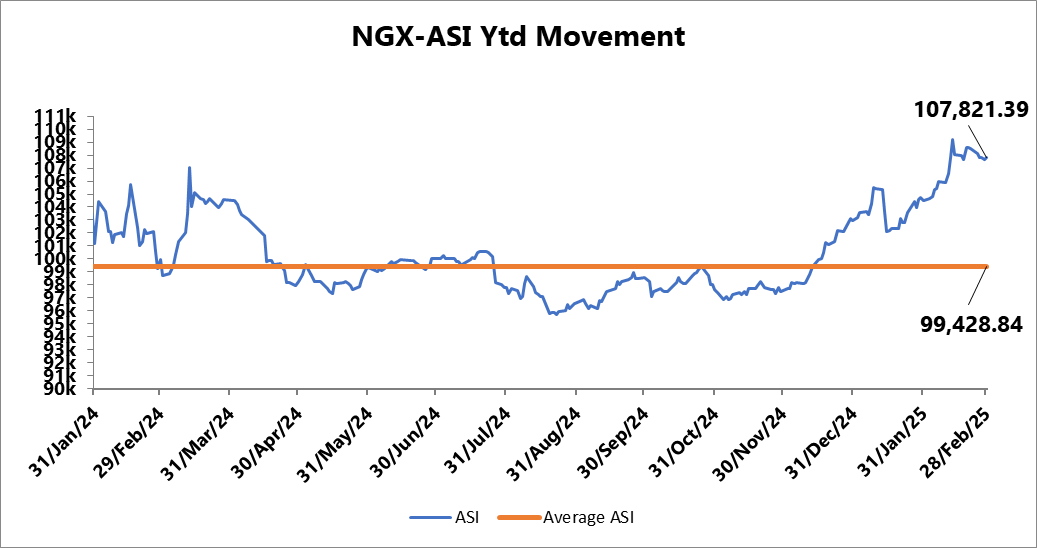 NGX-ASI Ytd Movement
107,821.39
111k
110k
109k
108k
107k
106k
105k
104k
103k
102k
101k
100k
99k
98k
97k
96k
95k
94k
93k
92k
91k
90k
99,428.84
31/Jan/24
29/Feb/24
31/Mar/24
30/Apr/24
31/May/24
30/Jun/24
31/Jul/24
31/Aug/24
30/Sep/24
31/Oct/24
30/Nov/24
31/Dec/24
31/Jan/25
28/Feb/25
ASI
Average ASI